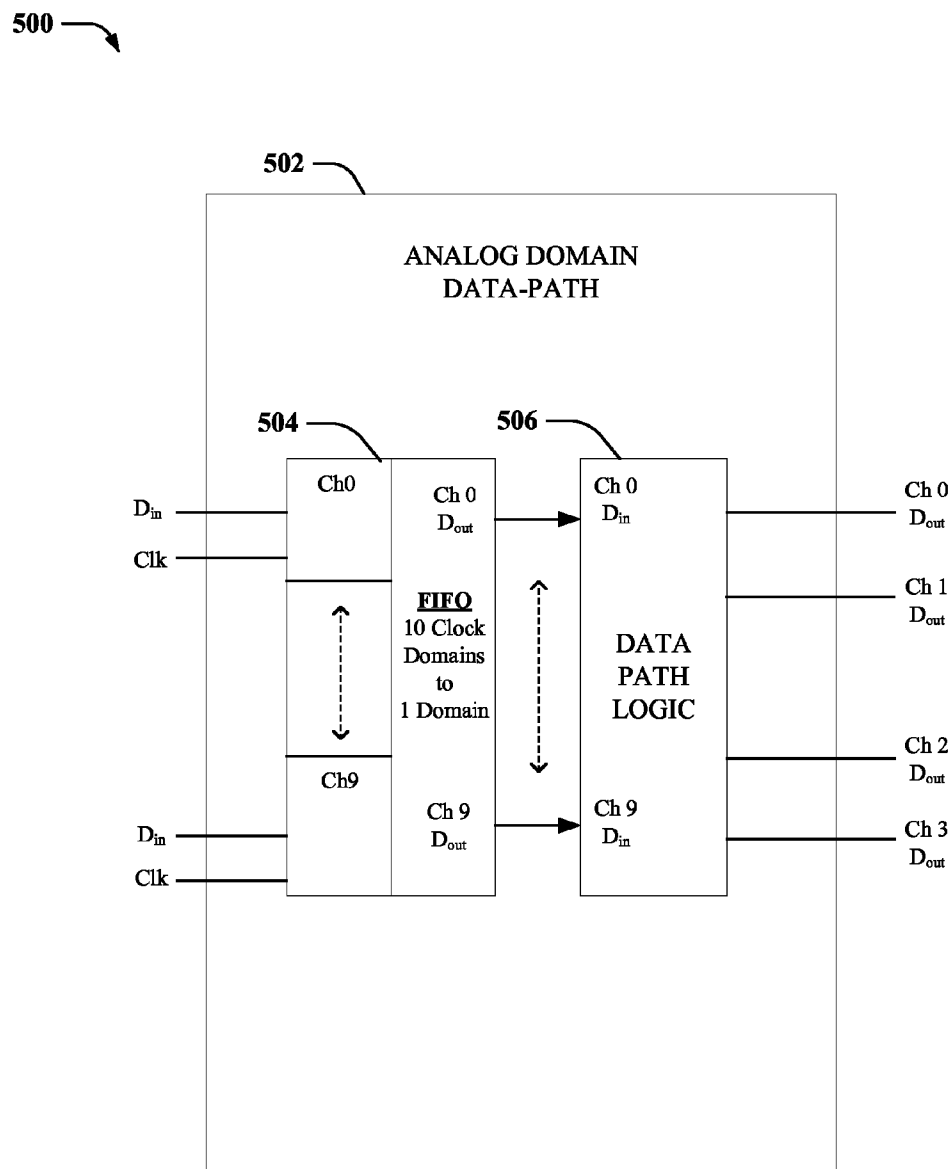 500
502
ANALOG DOMAIN
DATA-PATH
504
506
Ch0
Ch 0
D_out
Ch 0
D_in
Ch 0
D_out
D_in
Clk
Ch 1
D_out
FIFO
10 Clock
Domains
to
1 Domain
DATA
PATH
LOGIC
Ch 2
D_out
Ch9
Ch 9
D_out
Ch 9
D_in
Ch 3
D_out
D_in
Clk